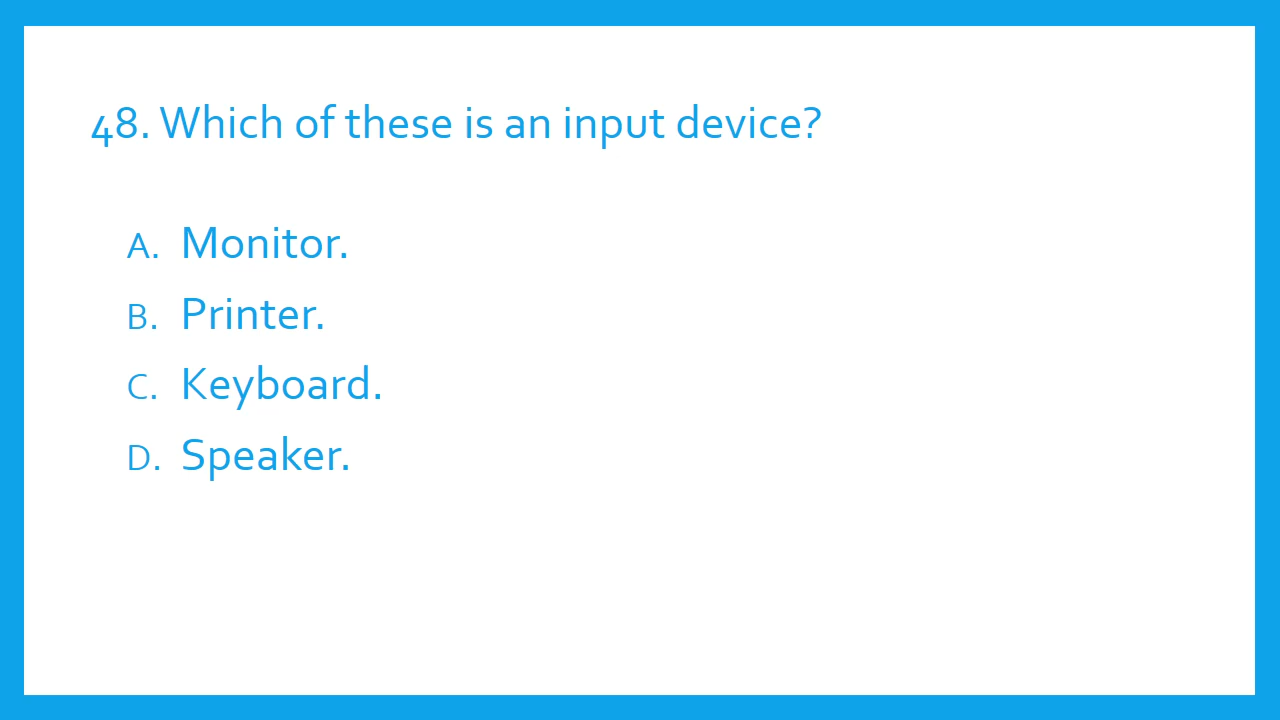 48. Which of these is an input device?
A. Monitor.
B. Printer.
C. Keyboard.
D. Speaker.